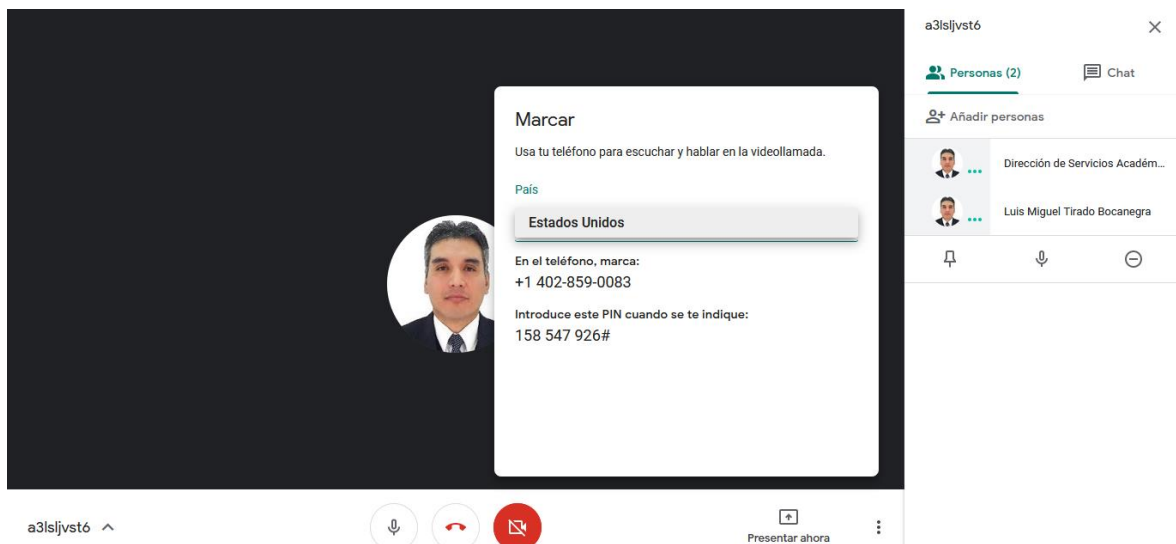 a3lsljvst6
Personas (2)
Chat
Añadir personas
Dirección de Servicios Académ...
Luis Miguel Tirado Bocanegra
Marcar
Usa tu teléfono para escuchar y hablar en la videollamada.
País
Estados Unidos
En el teléfono, marca:
+1 402-859-0083
Introduce este PIN cuando se te indique:
158 547 926#
a3lsljvst6
Presentar ahora